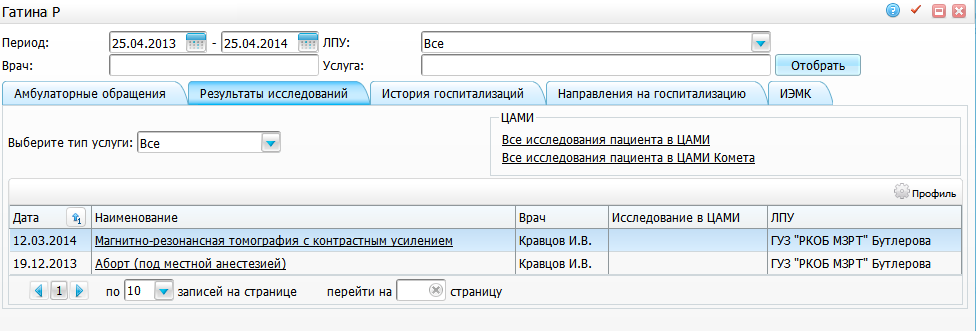 Гатина Р
Период: 25.04.2013 - 25.04.2014 ЛПУ: Все
Врач: Услуга: Отобрать
Амбулаторные обращения Результаты исследований История госпитализаций Направления на госпитализацию ИЭМК
ЦАМИ
Выберите тип услуги: Все
Все исследования пациента в ЦАМИ
Все исследования пациента в ЦАМИ Комета
Профиль
Дата 1 Наименование Врач Исследование в ЦАМИ ЛПУ
12.03.2014 Магнитно-резонансная томография с контрастным усилением Кравцов И.В. ГУЗ "РКОБ МЗРТ" Бутлерова
19.12.2013 Аборт (под местной анестезией) Кравцов И.В. ГУЗ "РКОБ МЗРТ" Бутлерова
1 по 10 записей на странице перейти на страницу